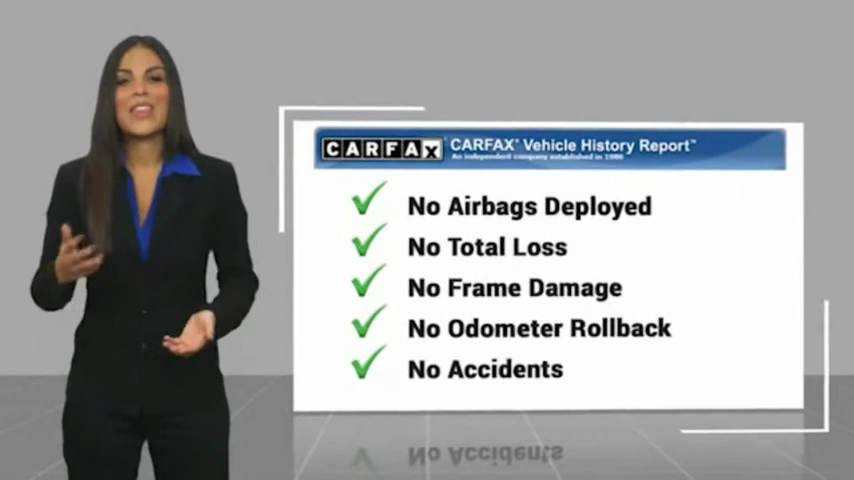 CARFAX CARFAX® Vehicle History Report™
An independent company established in 1986
No Airbags Deployed
No Total Loss
No Frame Damage
No Odometer Rollback
No Accidents
No Accidents